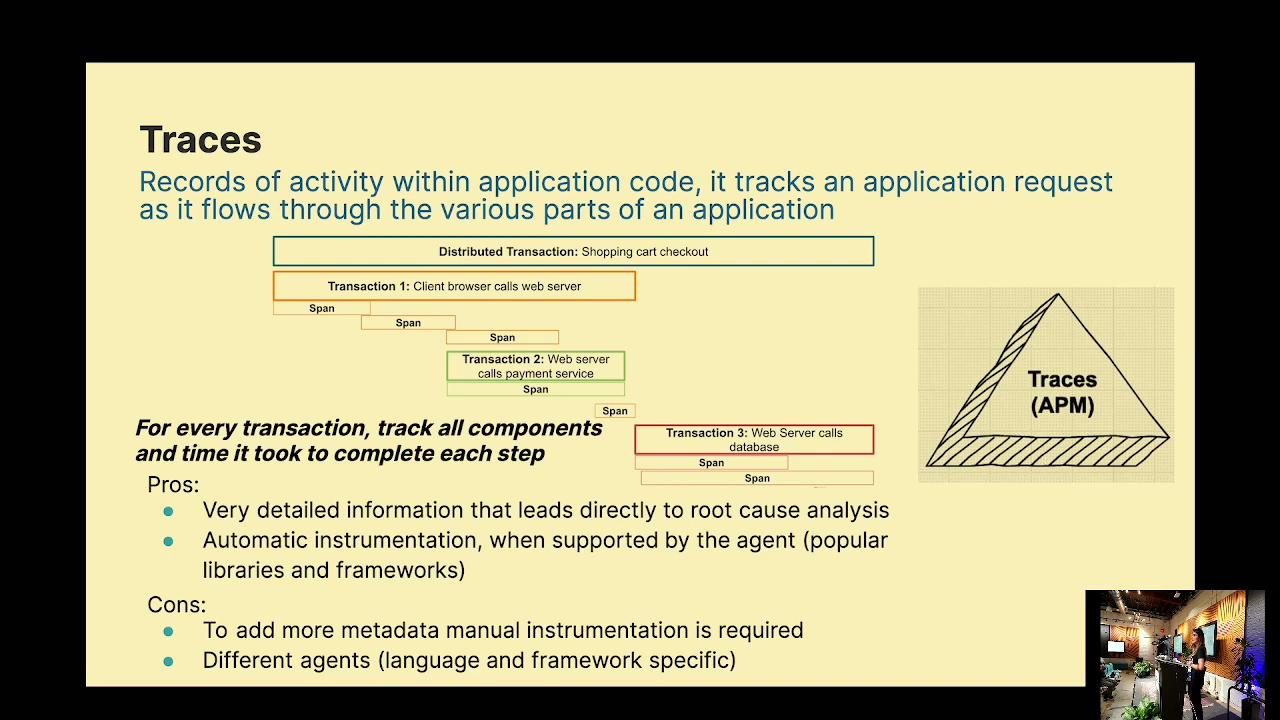 Traces
Records of activity within application code, it tracks an application request
as it flows through the various parts of an application
Distributed Transaction: Shopping cart checkout
Transaction 1: Client browser calls web server
Span
Span
Span
Transaction 2: Web server
calls payment service
Span
Span
Transaction 3: Web Server calls
database
Span
Span
Traces
(APM)
For every transaction, track all components
and time it took to complete each step
Pros:
● Very detailed information that leads directly to root cause analysis
● Automatic instrumentation, when supported by the agent (popular
libraries and frameworks)
Cons:
● To add more metadata manual instrumentation is required
● Different agents (language and framework specific)